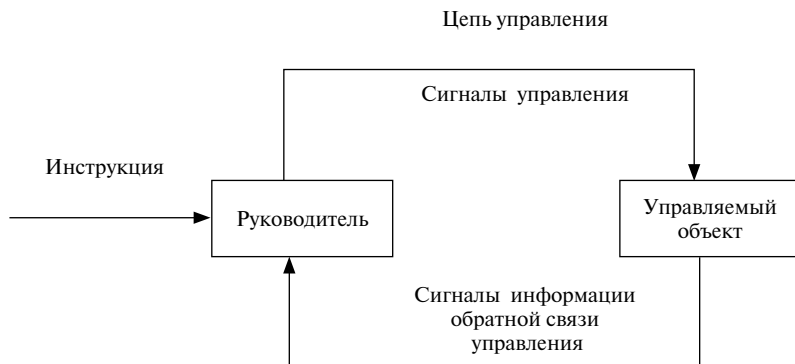 Цепь управления
Сигналы управления
Инструкция
Руководитель
Управляемый
объект
Сигналы информации
обратной связи
управления